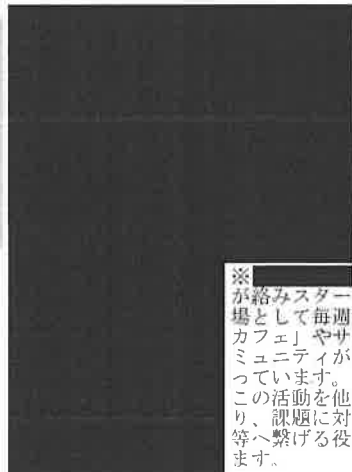 ※
が絡みスター
場として毎週
カフェ」やサ
ミュニティが
っています。
この活動を他
り、課題に対
等へ繋げる役
ます。